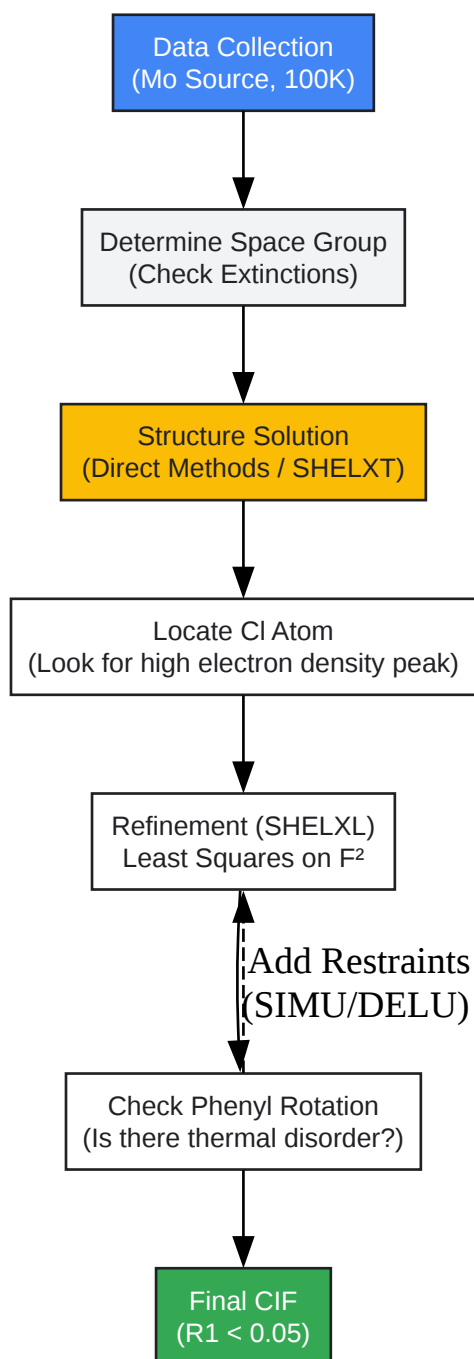 Data Collection
(Mo Source, 100K)
Determine Space Group
(Check Extinctions)
Structure Solution
(Direct Methods / SHELXT)
Locate Cl Atom
(Look for high electron density peak)
Refinement (SHELXL)
Least Squares on F²
Add Restraints
(SIMU/DELU)
Check Phenyl Rotation
(Is there thermal disorder?)
Final CIF
(R1 < 0.05)